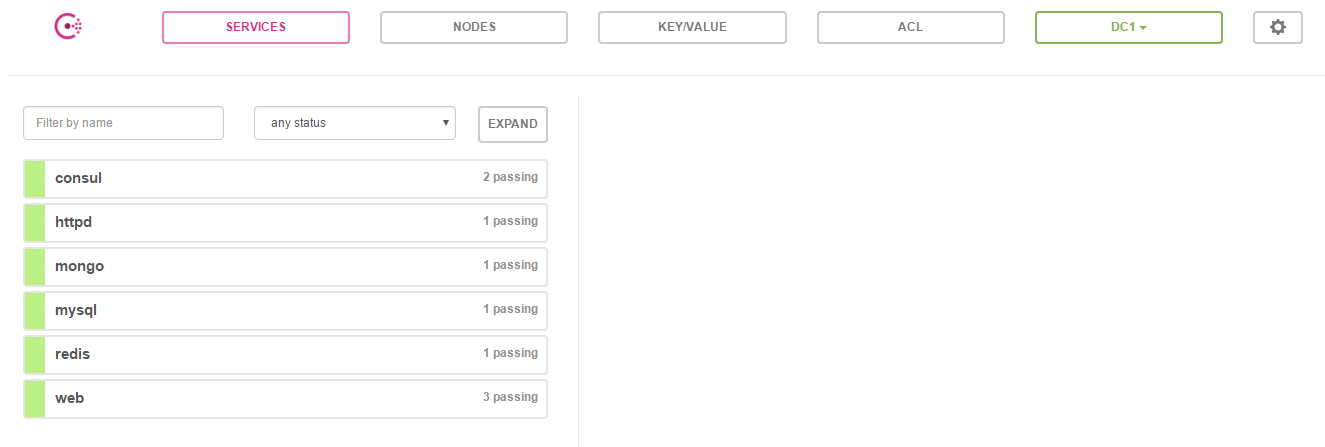 SERVICES NODES KEY/VALUE ACL DC1
Filter by name any status EXPAND
consul 2 passing
httpd 1 passing
mongo 1 passing
mysql 1 passing
redis 1 passing
web 3 passing